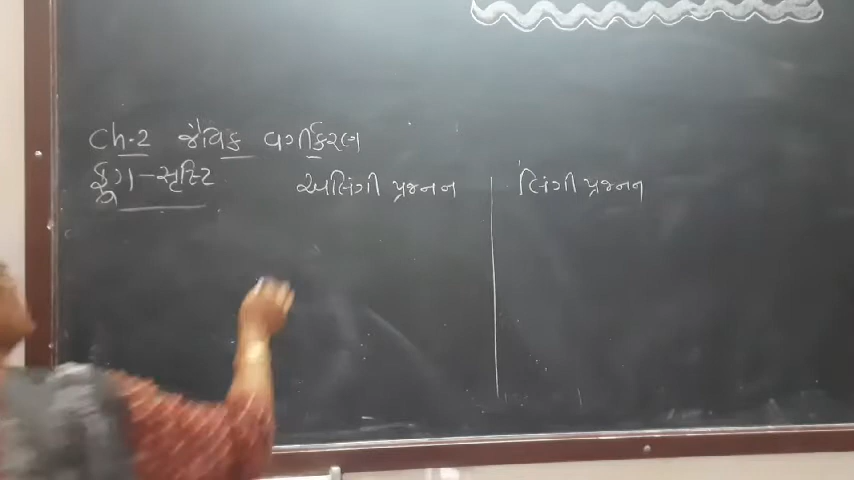 Ch-2 જૈવિક વર્ગીકરણ
ફૂગ-સૃષ્ટિ
અલિંગી પ્રજનન
લિંગી પ્રજનન